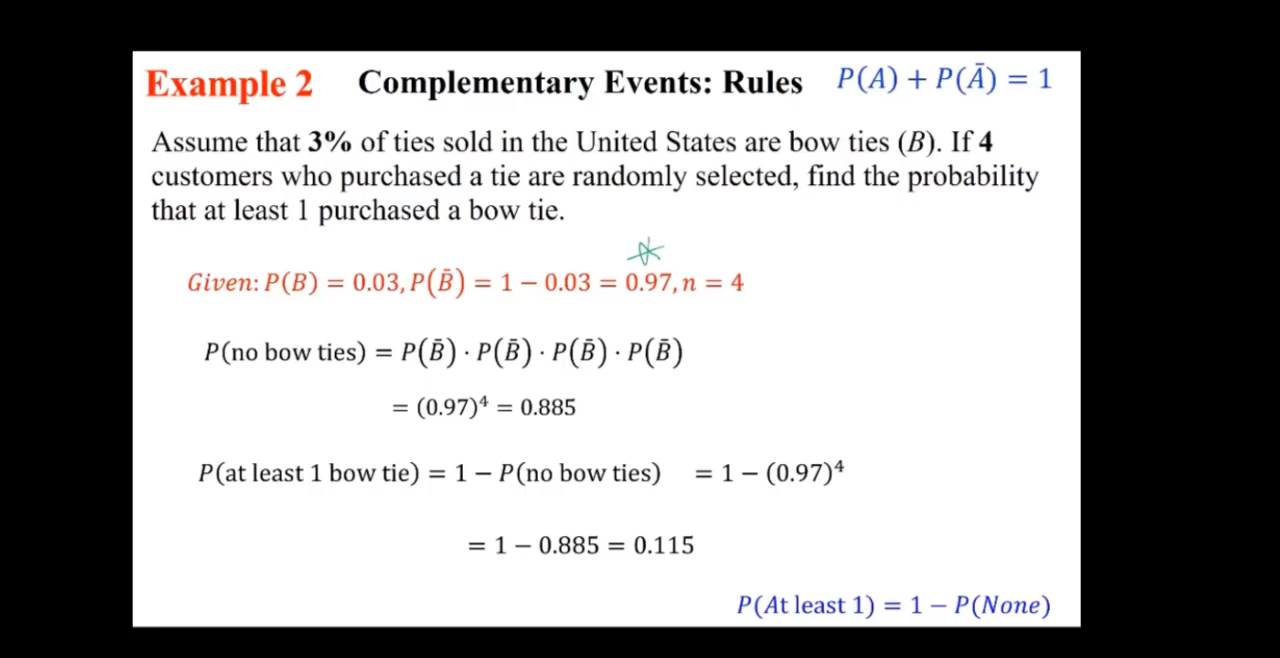 Example 2 Complementary Events: Rules P(A) + P(Ā) = 1
Assume that 3% of ties sold in the United States are bow ties (B). If 4
customers who purchased a tie are randomly selected, find the probability
that at least 1 purchased a bow tie.
Given: P(B) = 0.03, P(B̄) = 1 − 0.03 = 0.97, n = 4
P(no bow ties) = P(B̄) · P(B̄) · P(B̄) · P(B̄)
= (0.97)⁴ = 0.885
P(at least 1 bow tie) = 1 − P(no bow ties) = 1 − (0.97)⁴
= 1 − 0.885 = 0.115
P(At least 1) = 1 − P(None)